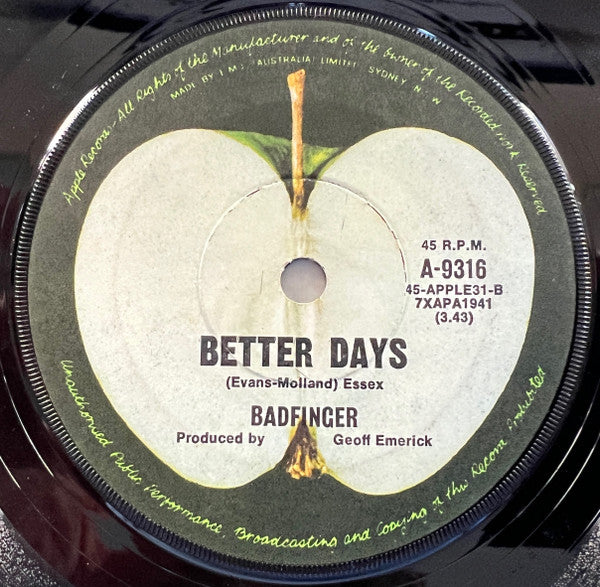 Apple Records. All Rights of the Manufacturer and of the Owner of the Recorded Work Reserved
MADE BY E M I (AUSTRALIA) LIMITED SYDNEY N S W
45 R.P.M.
A-9316
45-APPLE31-B
7XAPA1941
(3.43)
BETTER DAYS
(Evans-Molland) Essex
BADFINGER
Produced by Geoff Emerick
Unauthorised Public Performance, Broadcasting and Copying of this Record Prohibited